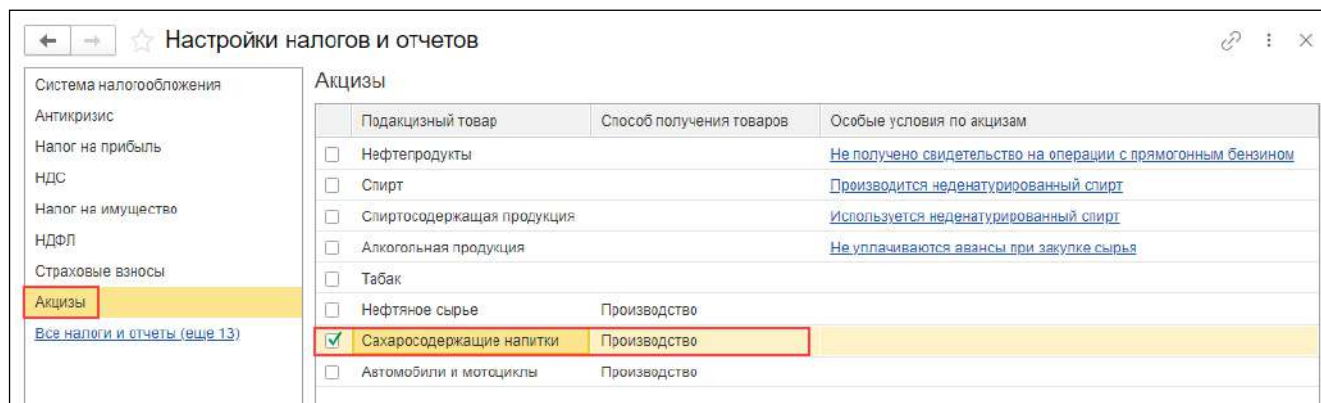 Настройки налогов и отчетов
Система налогообложения
Антикризис
Налог на прибыль
НДС
Налог на имущество
НДФЛ
Страховые взносы
Акцизы
Все налоги и отчеты (еще 13)
Акцизы
Подакцизный товар Способ получения товаров Особые условия по акцизам
Нефтепродукты Не получено свидетельство на операции с прямогонным бензином
Спирт Производится неденатурированный спирт
Спиртосодержащая продукция Используется неденатурированный спирт
Алкогольная продукция Не уплачиваются авансы при закупке сырья
Табак
Нефтяное сырье Производство
Сахаросодержащие напитки Производство
Автомобили и мотоциклы Производство